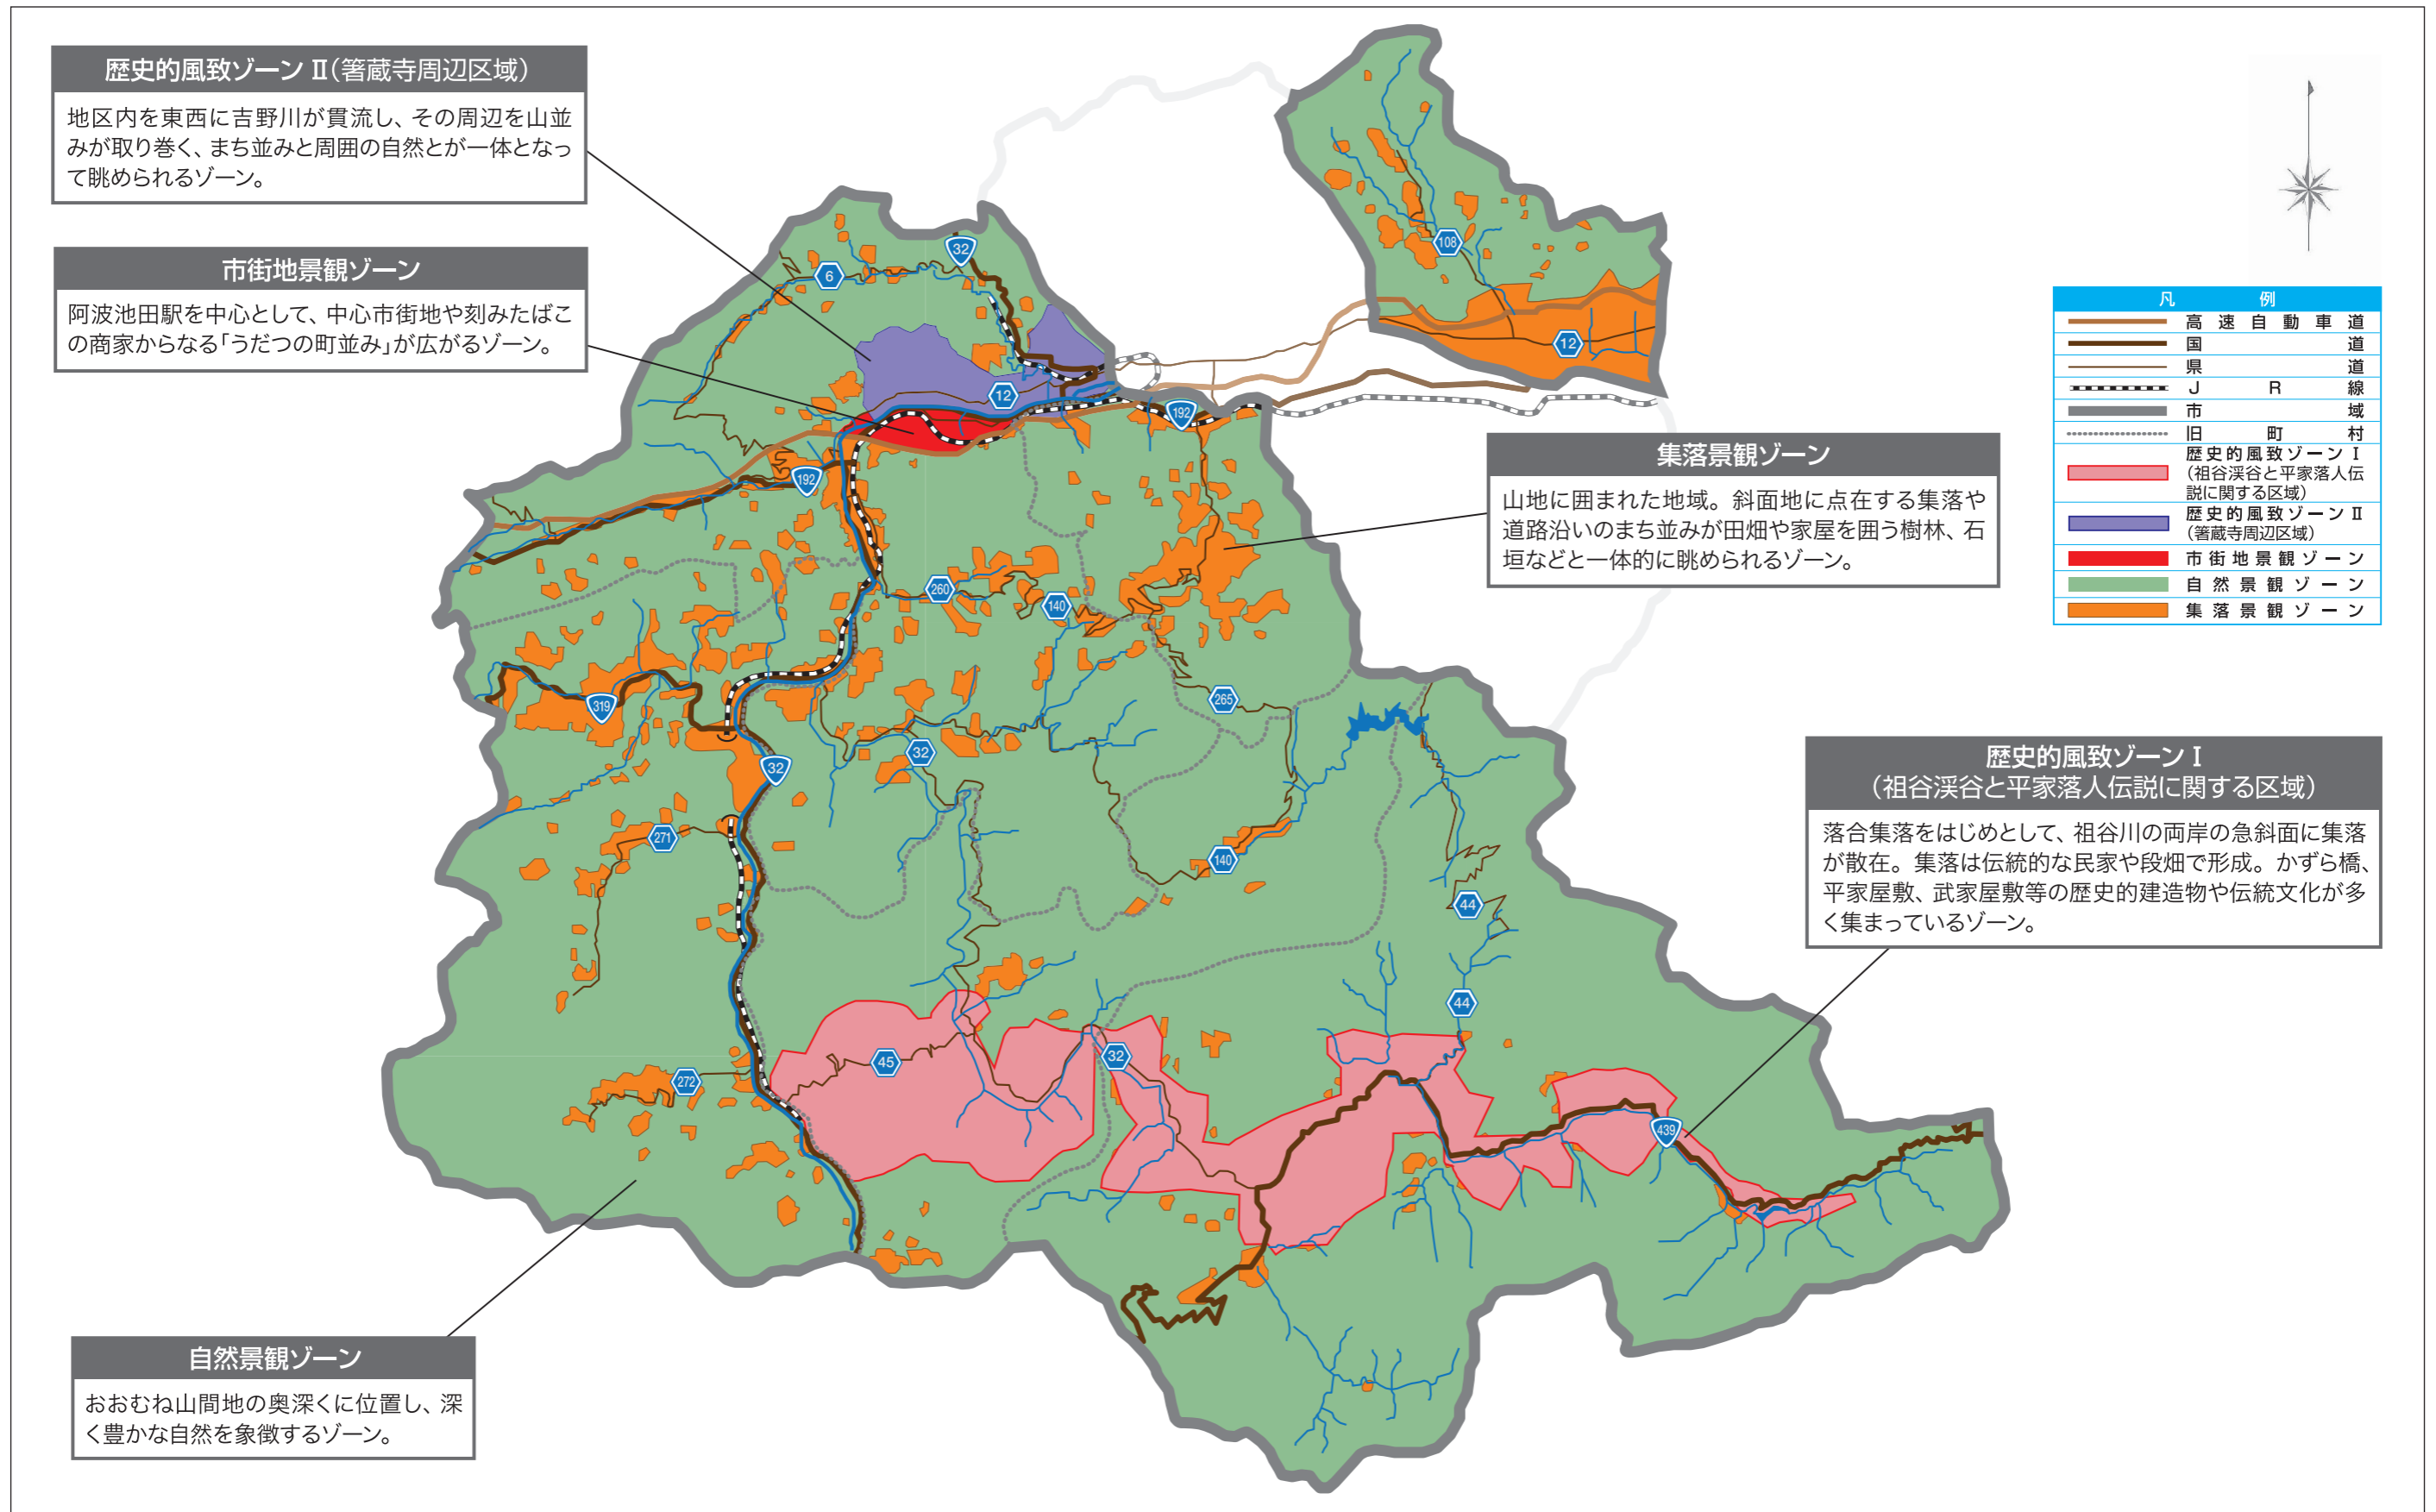 歴史的風致ゾーン Ⅱ(箸蔵寺周辺区域)
地区内を東西に吉野川が貫流し、その周辺を山並
みが取り巻く、まち並みと周囲の自然とが一体となっ
て眺められるゾーン。
市街地景観ゾーン
阿波池田駅を中心として、中心市街地や刻みたばこ
の商家からなる「うだつの町並み」が広がるゾーン。
集落景観ゾーン
山地に囲まれた地域。斜面地に点在する集落や
道路沿いのまち並みが田畑や家屋を囲う樹林、石
垣などと一体的に眺められるゾーン。
歴史的風致ゾーン Ⅰ
(祖谷渓谷と平家落人伝説に関する区域)
落合集落をはじめとして、祖谷川の両岸の急斜面に集落
が散在。集落は伝統的な民家や段畑で形成。かずら橋、
平家屋敷、武家屋敷等の歴史的建造物や伝統文化が多
く集まっているゾーン。
自然景観ゾーン
おおむね山間地の奥深くに位置し、深
く豊かな自然を象徴するゾーン。
凡例
高速自動車道
国道
県道
JR線
市域
旧町村
歴史的風致ゾーン Ⅰ
(祖谷渓谷と平家落人伝
説に関する区域)
歴史的風致ゾーン Ⅱ
(箸蔵寺周辺区域)
市街地景観ゾーン
自然景観ゾーン
集落景観ゾーン
32
6
108
12
12
192
192
260
140
265
319
32
32
271
140
44
44
45
32
272
439